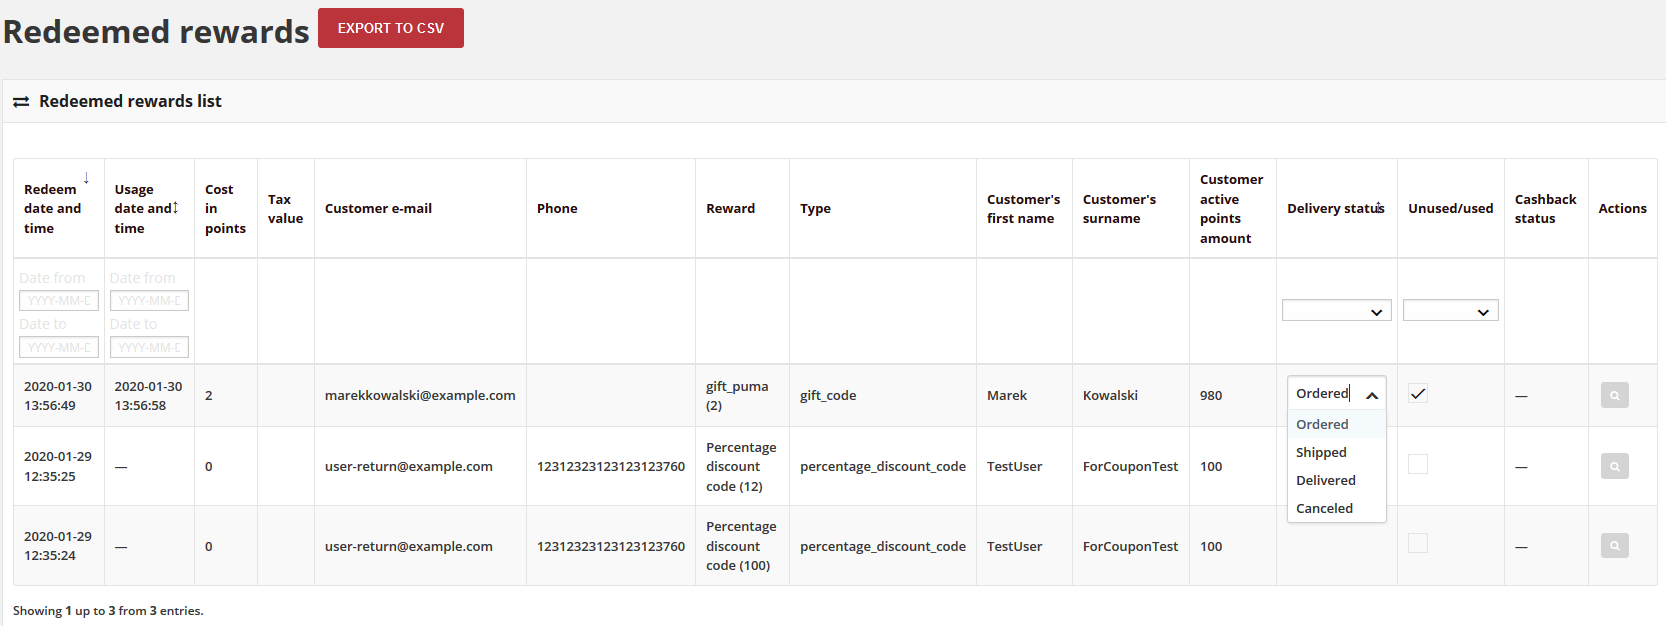 Redeemed rewards EXPORT TO CSV
Redeemed rewards list
Redeem
date and
time
Usage
date and
time
Cost
in
points
Tax
value
Customer e-mail
Phone
Reward
Type
Customer's
first name
Customer's
surname
Customer
active
points
amount
Delivery status
Unused/used
Cashback
status
Actions
Date from
YYYY-MM-D
Date to
YYYY-MM-D
Date from
YYYY-MM-D
Date to
YYYY-MM-D
2020-01-30
13:56:49
2020-01-30
13:56:58
2
marekkowalski@example.com
gift_puma
(2)
gift_code
Marek
Kowalski
980
Ordered
—
Ordered
Shipped
Delivered
Canceled
2020-01-29
12:35:25
—
0
user-return@example.com
12312323123123123760
Percentage
discount
code (12)
percentage_discount_code
TestUser
ForCouponTest
100
—
2020-01-29
12:35:24
—
0
user-return@example.com
12312323123123123760
Percentage
discount
code (100)
percentage_discount_code
TestUser
ForCouponTest
100
—
Showing 1 up to 3 from 3 entries.